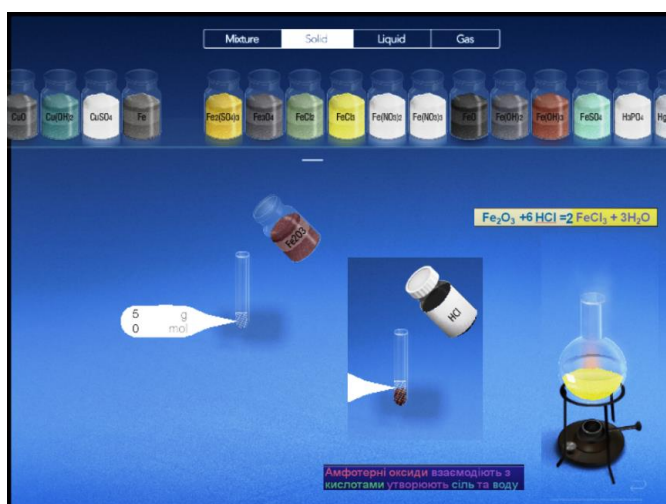 Mixture Solid Liquid Gas
CuO Cu(OH)2 CuSO4 Fe Fe2(SO4)3 Fe3O4 FeCl2 FeCl3 Fe(NO3)2 Fe(NO3)3 FeO Fe(OH)2 Fe(OH)3 FeSO4 H3PO4 Hg
Fe2O3
Fe₂O₃ +6 HCl =2 FeCl₃ + 3H₂O
5 g
0 mol
HCl
Амфотерні оксиди взаємодіють з
кислотами утворюють сіль та воду